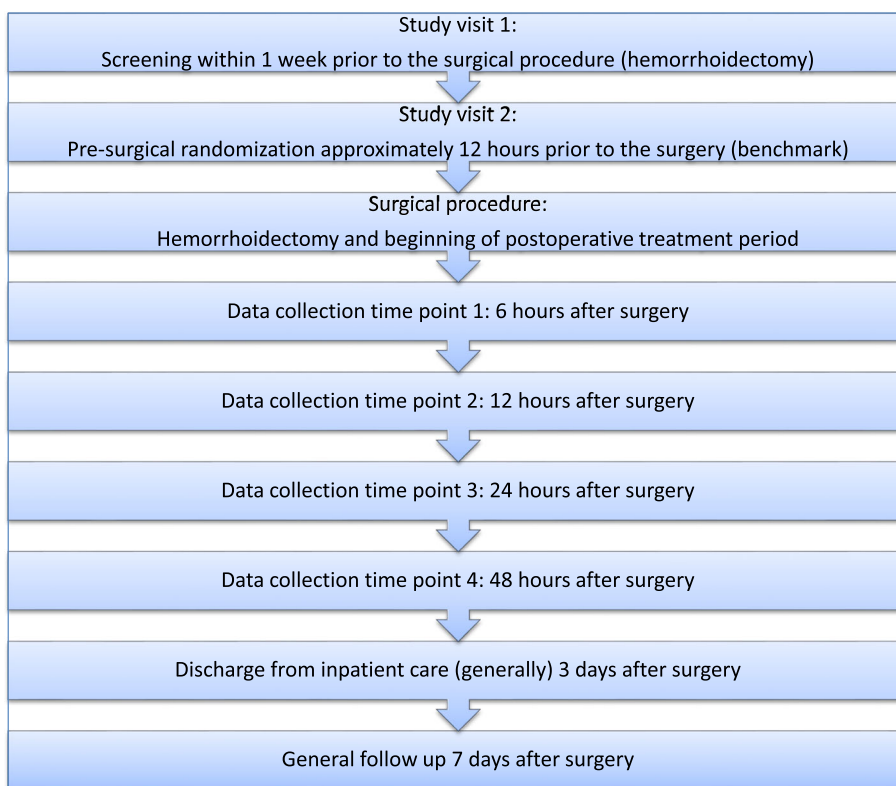 Study visit 1:
Screening within 1 week prior to the surgical procedure (hemorrhoidectomy)
Study visit 2:
Pre-surgical randomization approximately 12 hours prior to the surgery (benchmark)
Surgical procedure:
Hemorrhoidectomy and beginning of postoperative treatment period
Data collection time point 1: 6 hours after surgery
Data collection time point 2: 12 hours after surgery
Data collection time point 3: 24 hours after surgery
Data collection time point 4: 48 hours after surgery
Discharge from inpatient care (generally) 3 days after surgery
General follow up 7 days after surgery